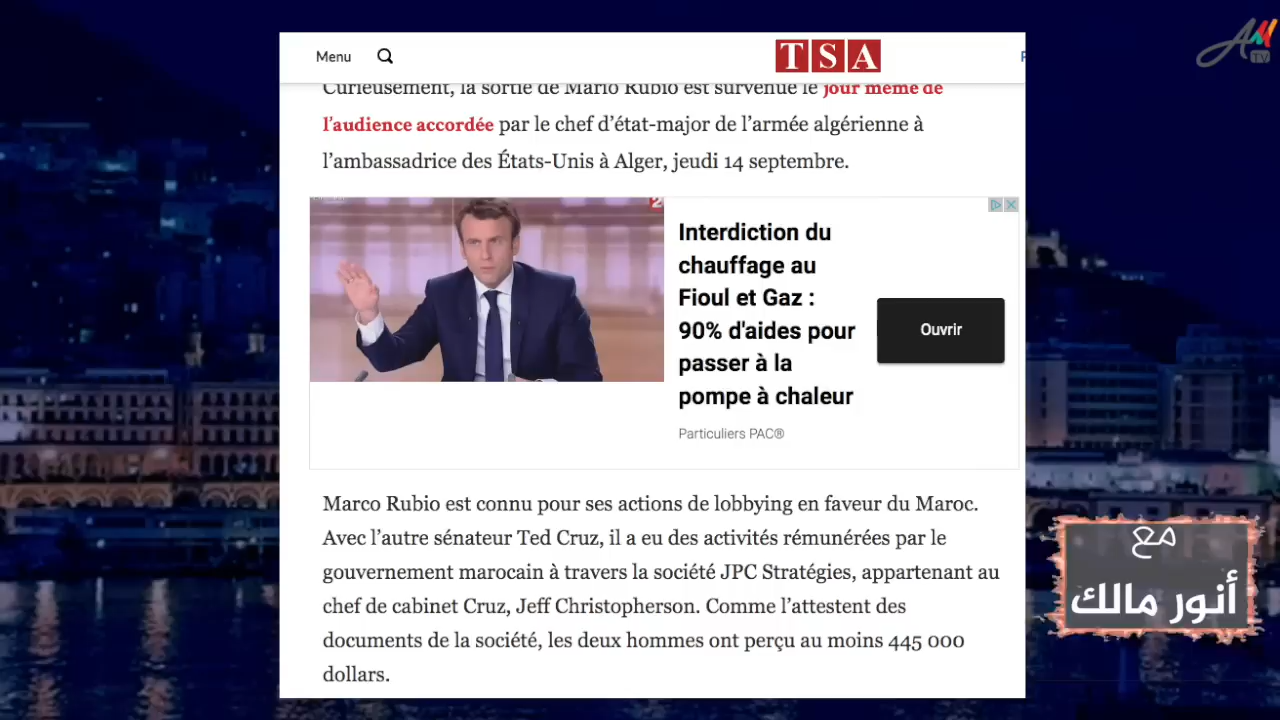 Menu
TSA
TV
Curieusement, la sortie de Mario Rubio est survenue le jour même de
l'audience accordée par le chef d'état-major de l'armée algérienne à
l'ambassadrice des États-Unis à Alger, jeudi 14 septembre.
Interdiction du
chauffage au
Fioul et Gaz :
90% d'aides pour
passer à la
pompe à chaleur
Particuliers PAC®
Ouvrir
Marco Rubio est connu pour ses actions de lobbying en faveur du Maroc.
Avec l'autre sénateur Ted Cruz, il a eu des activités rémunérées par le
gouvernement marocain à travers la société JPC Stratégies, appartenant au
chef de cabinet Cruz, Jeff Christopherson. Comme l'attestent des
documents de la société, les deux hommes ont perçu au moins 445 000
dollars.
مع
أنور مالك